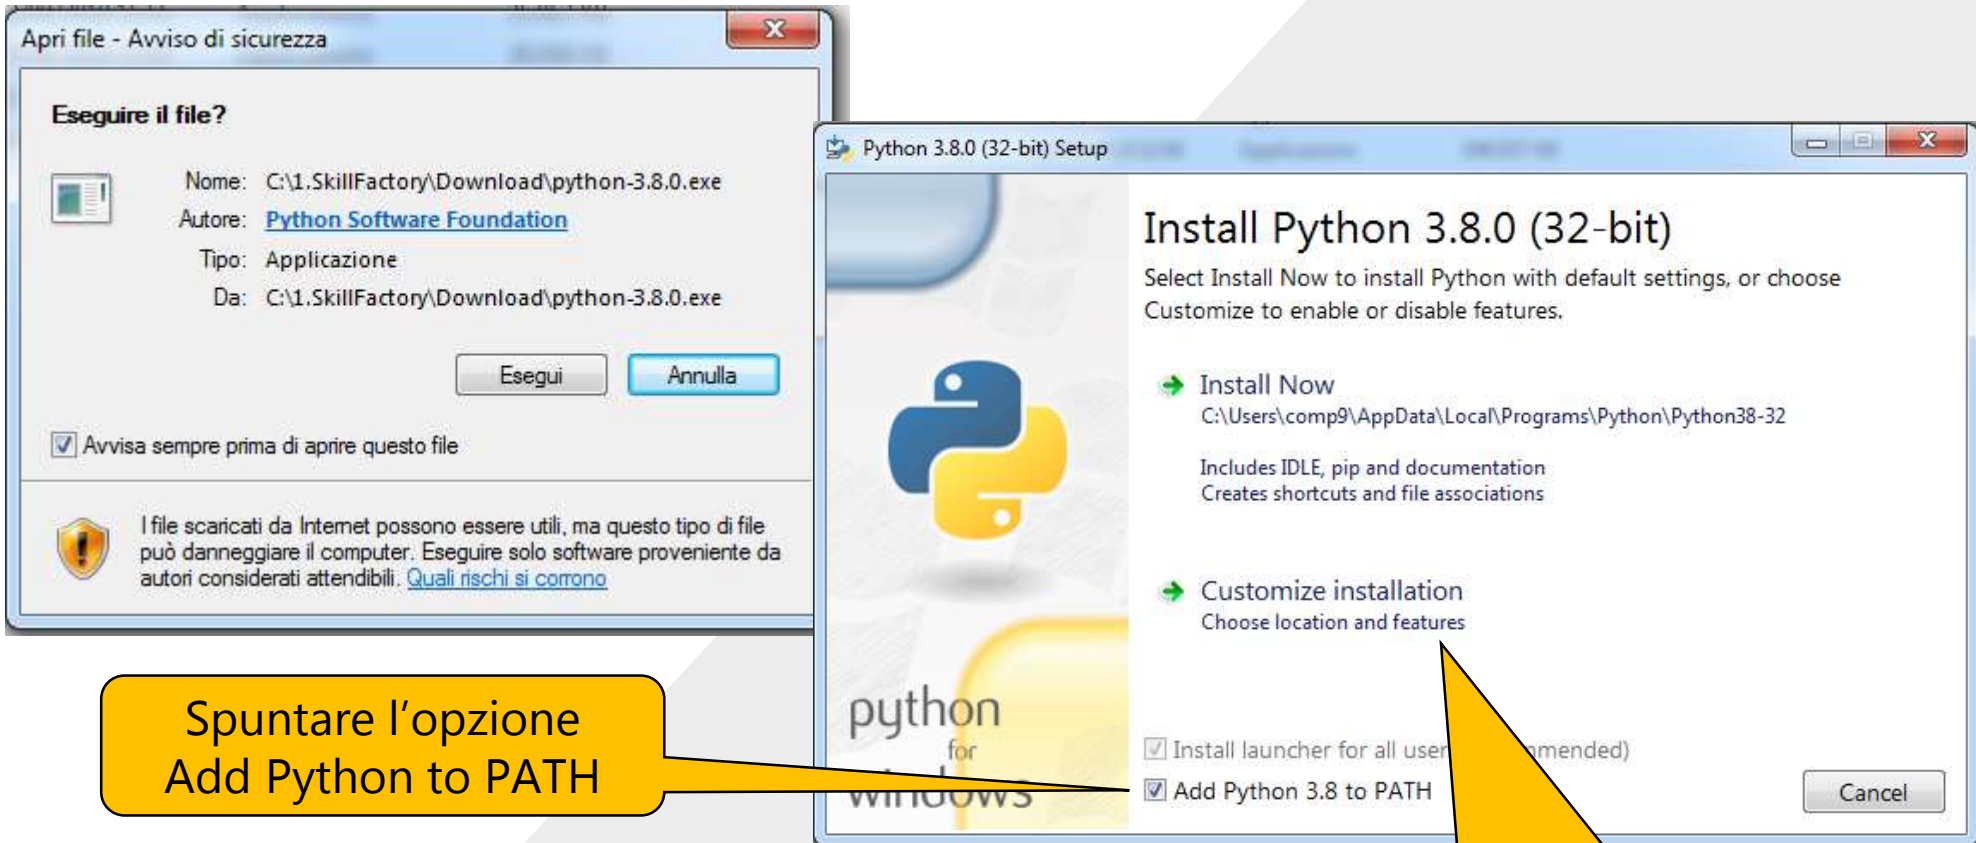 Apri file - Avviso di sicurezza
Eseguire il file?
Nome: C:\1.SkillFactory\Download\python-3.8.0.exe
Autore: Python Software Foundation
Tipo: Applicazione
Da: C:\1.SkillFactory\Download\python-3.8.0.exe
Esegui Annulla
Avvisa sempre prima di aprire questo file
I file scaricati da Internet possono essere utili, ma questo tipo di file
può danneggiare il computer. Eseguire solo software proveniente da
autori considerati attendibili. Quali rischi si corrono
Spuntare l’opzione
Add Python to PATH
Python 3.8.0 (32-bit) Setup
Install Python 3.8.0 (32-bit)
Select Install Now to install Python with default settings, or choose
Customize to enable or disable features.
Install Now
C:\Users\comp9\AppData\Local\Programs\Python\Python38-32
Includes IDLE, pip and documentation
Creates shortcuts and file associations
Customize installation
Choose location and features
python
for
windows
Install launcher for all
Add Python 3.8 to PATH
Cancel